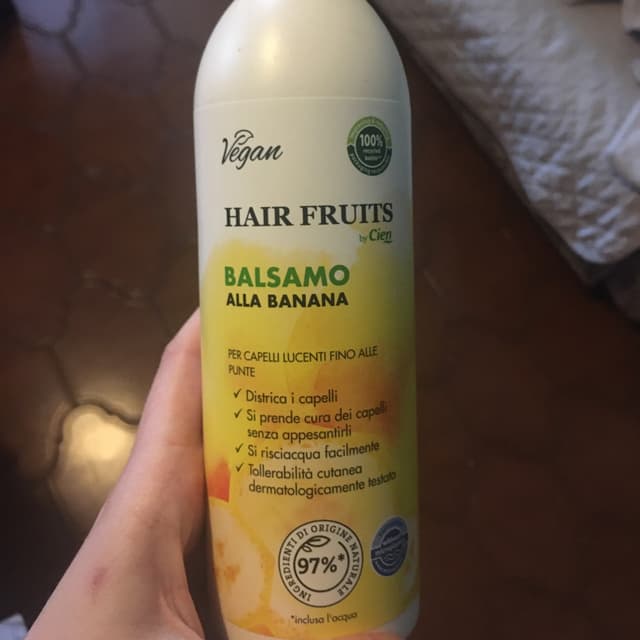 Vegan
100%
HAIR FRUITS
by Cien
BALSAMO
ALLA BANANA
PER CAPELLI LUCENTI FINO ALLE
PUNTE
✓ Districa i capelli
✓ Si prende cura dei capelli
senza appesantirli
✓ Si risciacqua facilmente
✓ Tollerabilità cutanea
dermatologicamente testata
INGREDIENTI DI ORIGINE NATURALE
97%*
*inclusa l'acqua